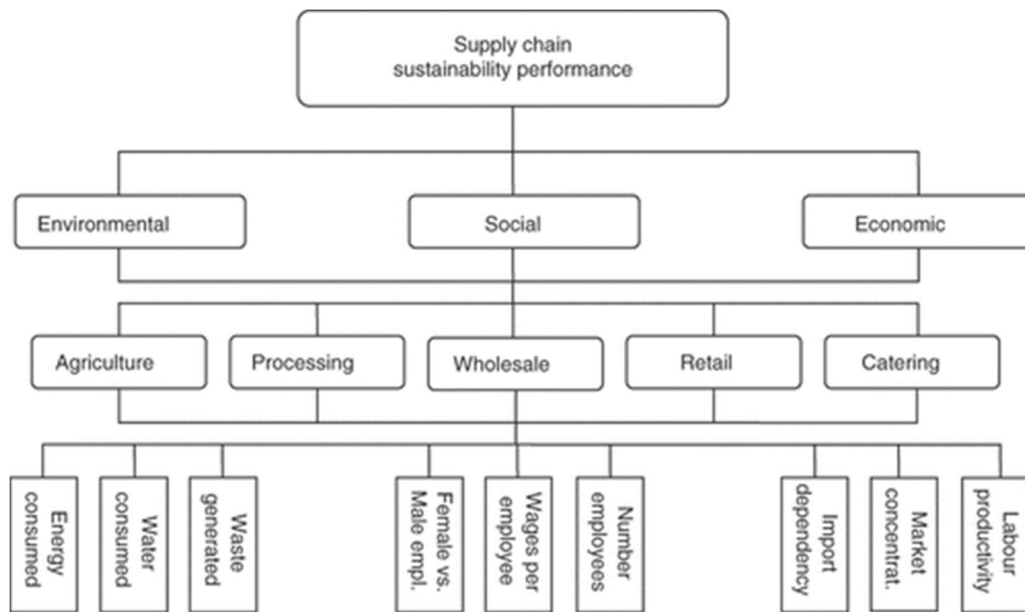 Supply chain
sustainability performance
Environmental
Social
Economic
Agriculture
Processing
Wholesale
Retail
Catering
Energy
consumed
Water
consumed
Waste
generated
Female vs.
Male empl.
Wages per
employee
Number
employees
Import
dependency
Market
concentrat.
Labour
productivity